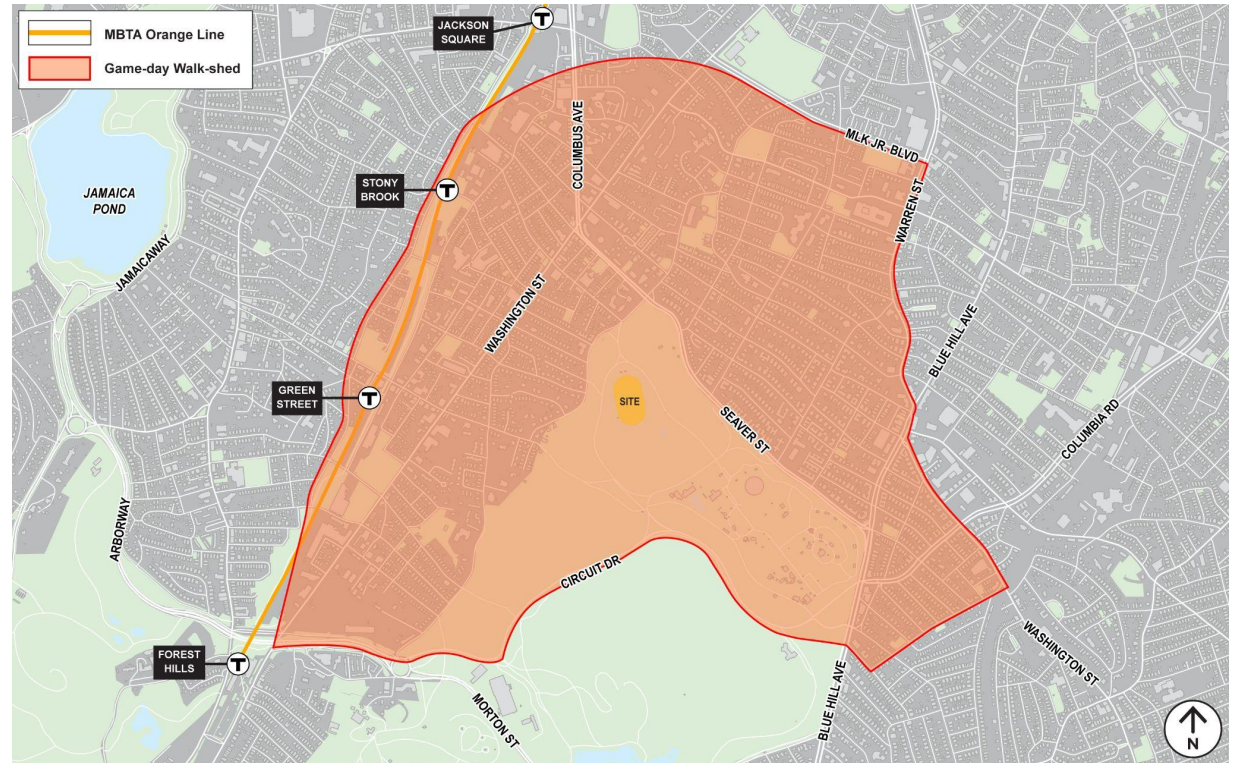 MBTA Orange Line
Game-day Walk-shed
JACKSON
SQUARE
COLUMBUS AVE
MLK JR. BLVD
STONY
BROOK
JAMAICA
POND
WARREN ST
JAMAICAWAY
WASHINGTON ST
BLUE HILL AVE
GREEN
STREET
SITE
SEAVER ST
COLUMBIA RD
ARBORWAY
CIRCUIT DR
FOREST
HILLS
WASHINGTON ST
MORTON ST
BLUE HILL AVE
T
T
T
T
N